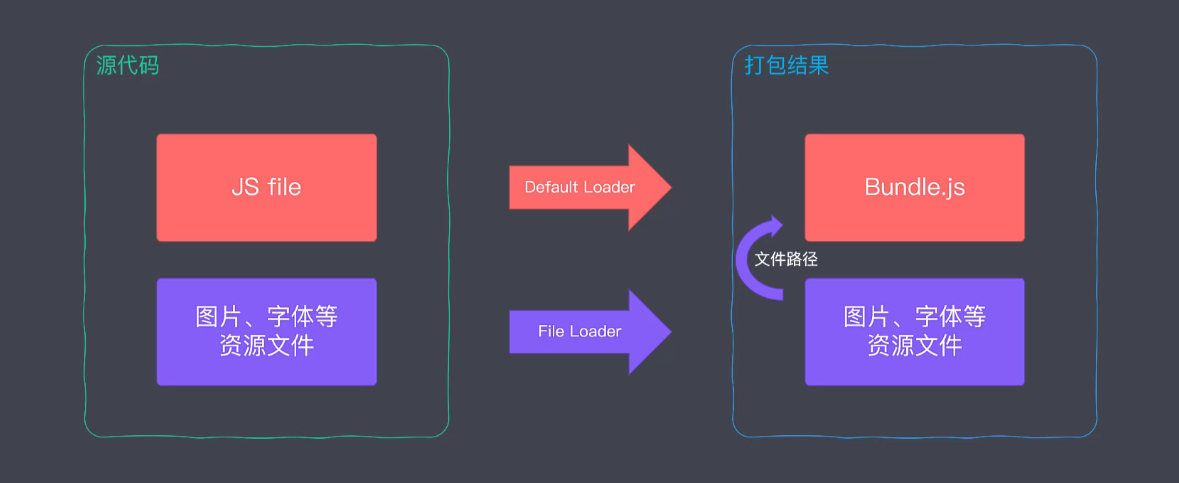 源代码
打包结果
JS file
Default Loader
Bundle.js
文件路径
图片、字体等
资源文件
File Loader
图片、字体等
资源文件